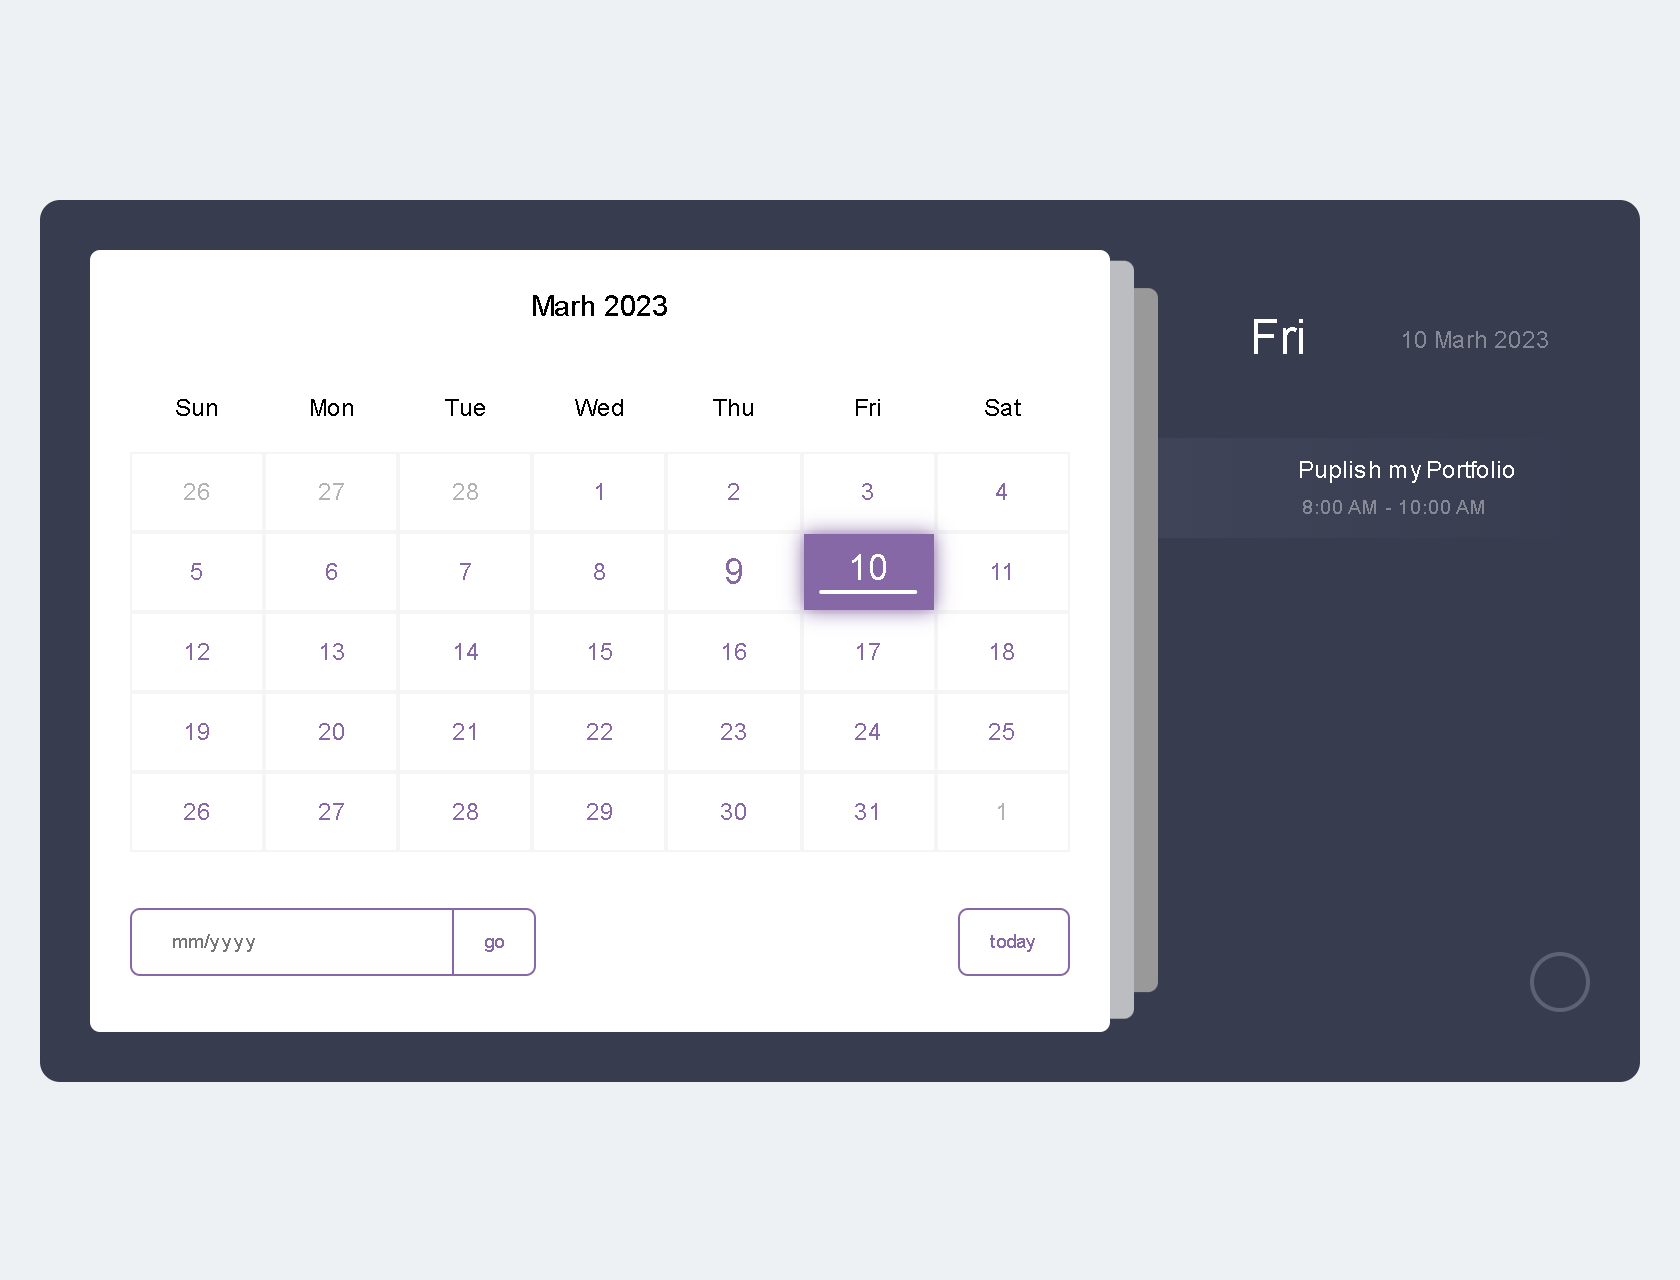 Marh 2023
Sun Mon Tue Wed Thu Fri Sat
26 27 28 1 2 3 4
5 6 7 8 9 10 11
12 13 14 15 16 17 18
19 20 21 22 23 24 25
26 27 28 29 30 31 1
mm/yyyy go today
Fri 10 Marh 2023
Puplish my Portfolio
8:00 AM - 10:00 AM